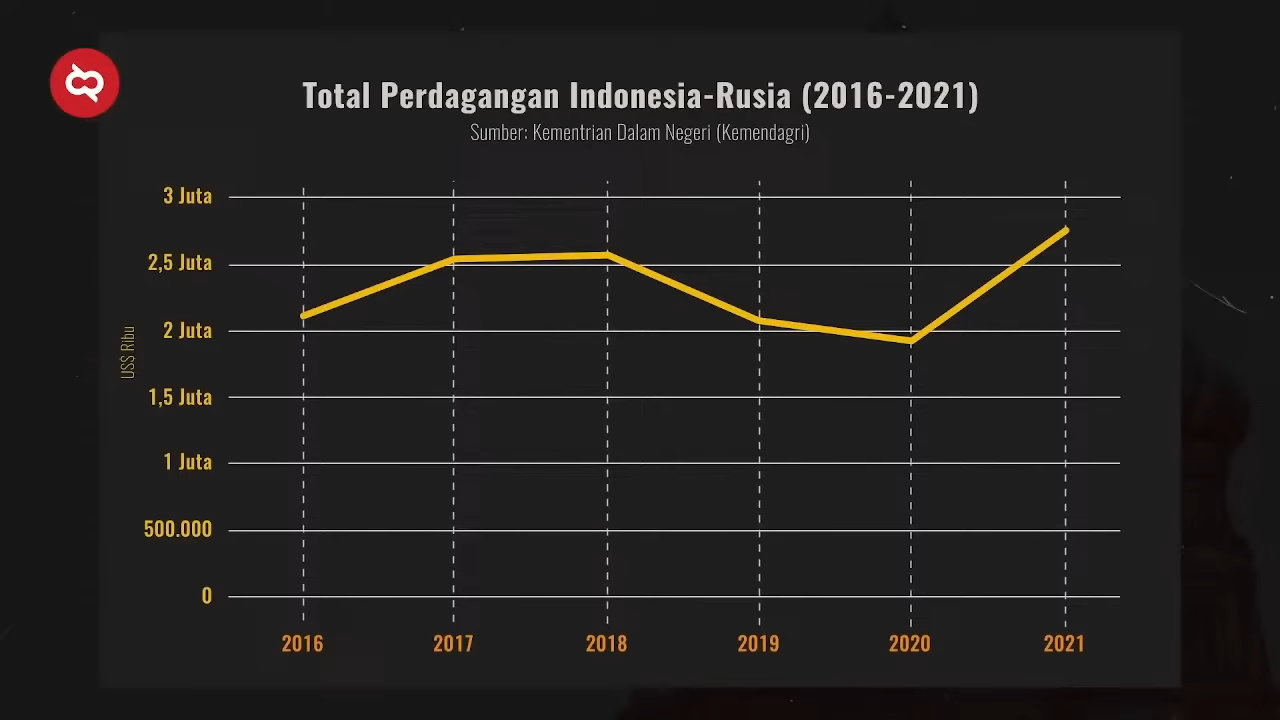 Total Perdagangan Indonesia-Rusia (2016-2021)
Sumber: Kementrian Dalam Negeri (Kemendagri)
3 Juta
2,5 Juta
2 Juta
US$ Ribu
1,5 Juta
1 Juta
500.000
0
2016 2017 2018 2019 2020 2021